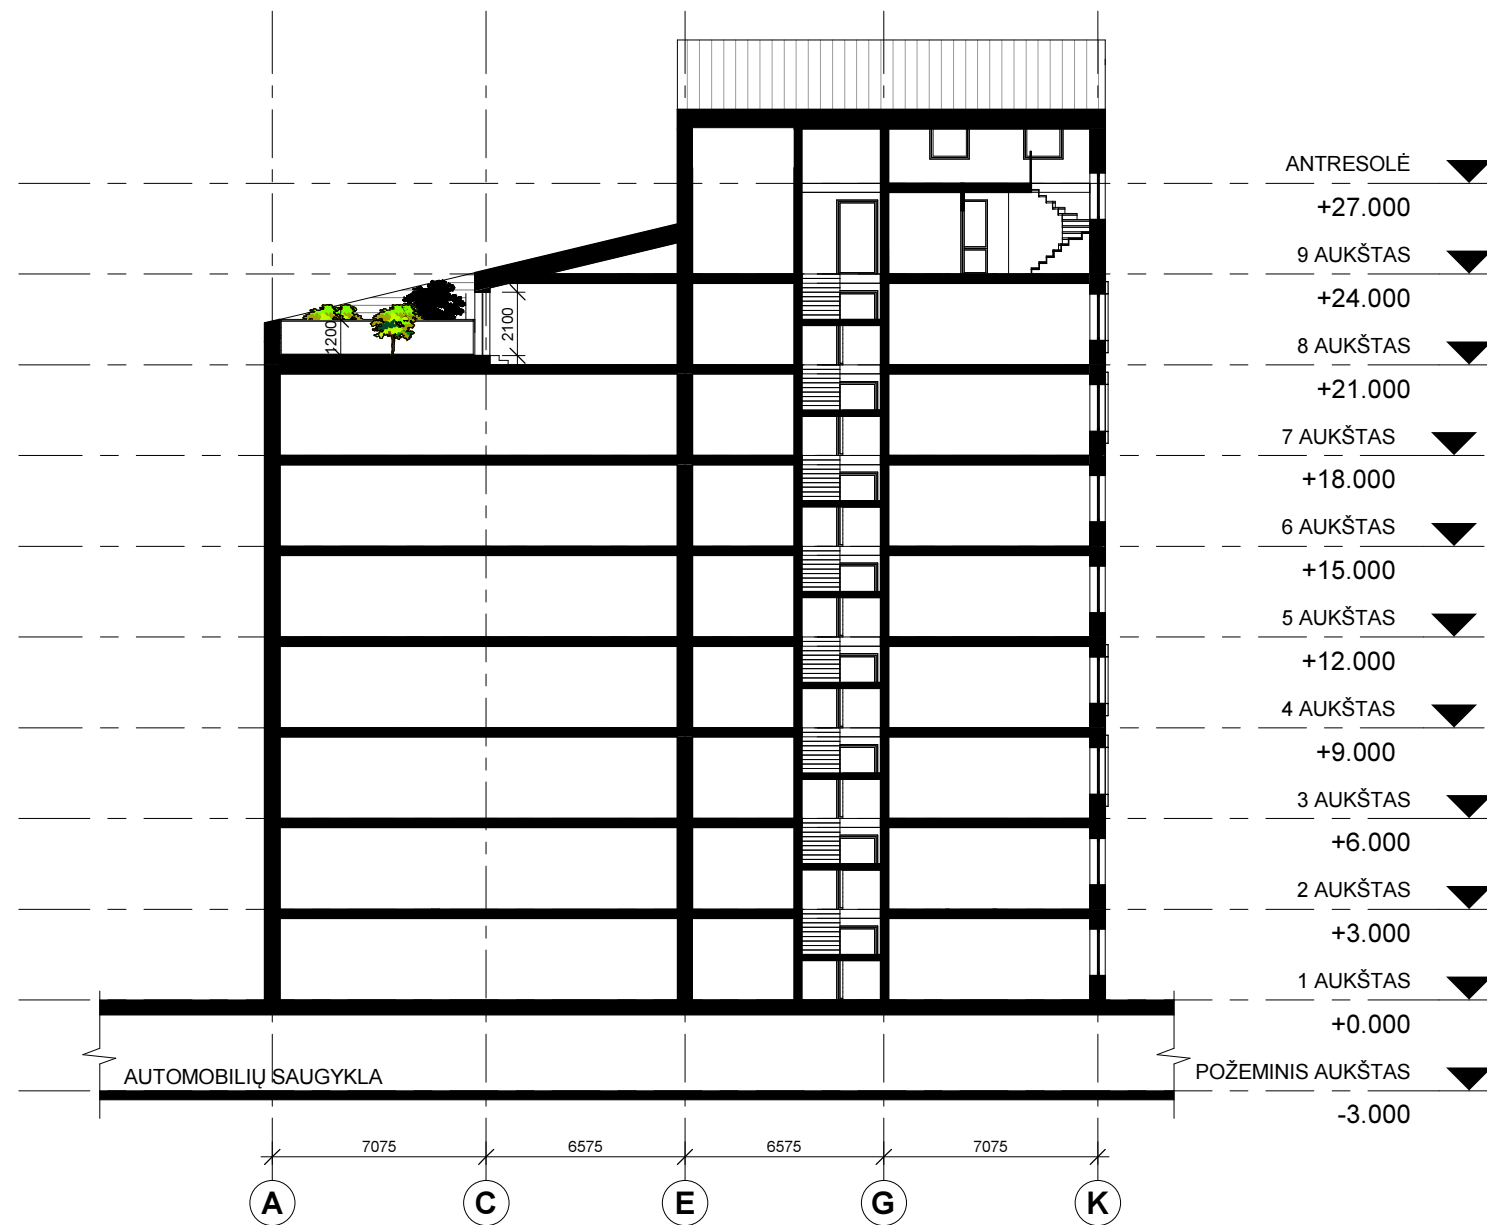 ANTRESOLĖ
+27.000
9 AUKŠTAS
+24.000
8 AUKŠTAS
+21.000
7 AUKŠTAS
+18.000
6 AUKŠTAS
+15.000
5 AUKŠTAS
+12.000
4 AUKŠTAS
+9.000
3 AUKŠTAS
+6.000
2 AUKŠTAS
+3.000
1 AUKŠTAS
+0.000
POŽEMINIS AUKŠTAS
-3.000
1200
2100
AUTOMOBILIŲ SAUGYKLA
7075 6575 6575 7075
A C E G K